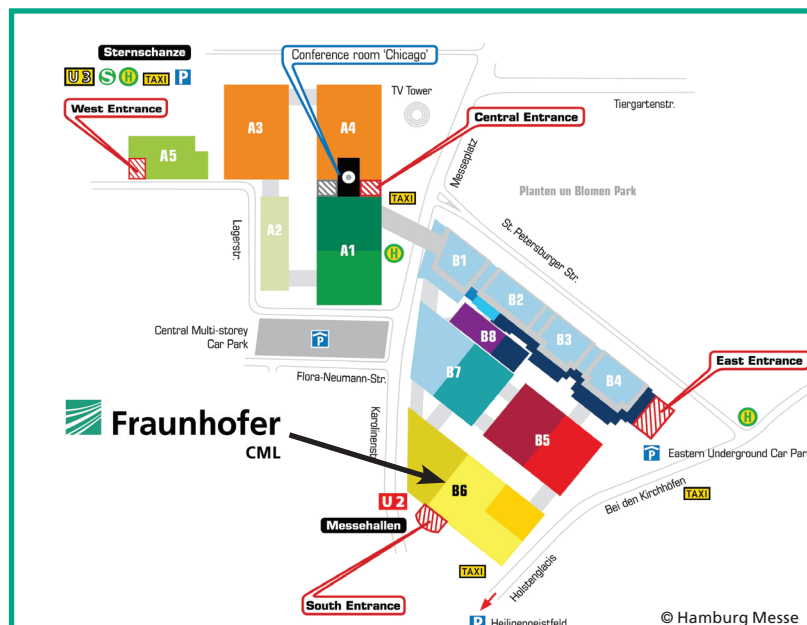 Sternschanze
U3 S H TAXI P
West Entrance
Conference room 'Chicago'
TV Tower
Central Entrance
Tiergartenstr.
A3
A4
A5
Messeplatz
Planten un Blomen Park
TAXI
A2
A1
Lagerstr.
H
St. Petersburger Str.
B1
B2
B3
B4
B8
B7
Central Multi-storey
Car Park
P
Flora-Neumann-Str.
East Entrance
Karolinenstr
Fraunhofer
CML
B5
H
P
Eastern Underground Car Par
B6
U2
Messehallen
Bei den Kirchhöfen
TAXI
TAXI
Holstenglacis
South Entrance
P Heiligengeistfeld
© Hamburg Messe